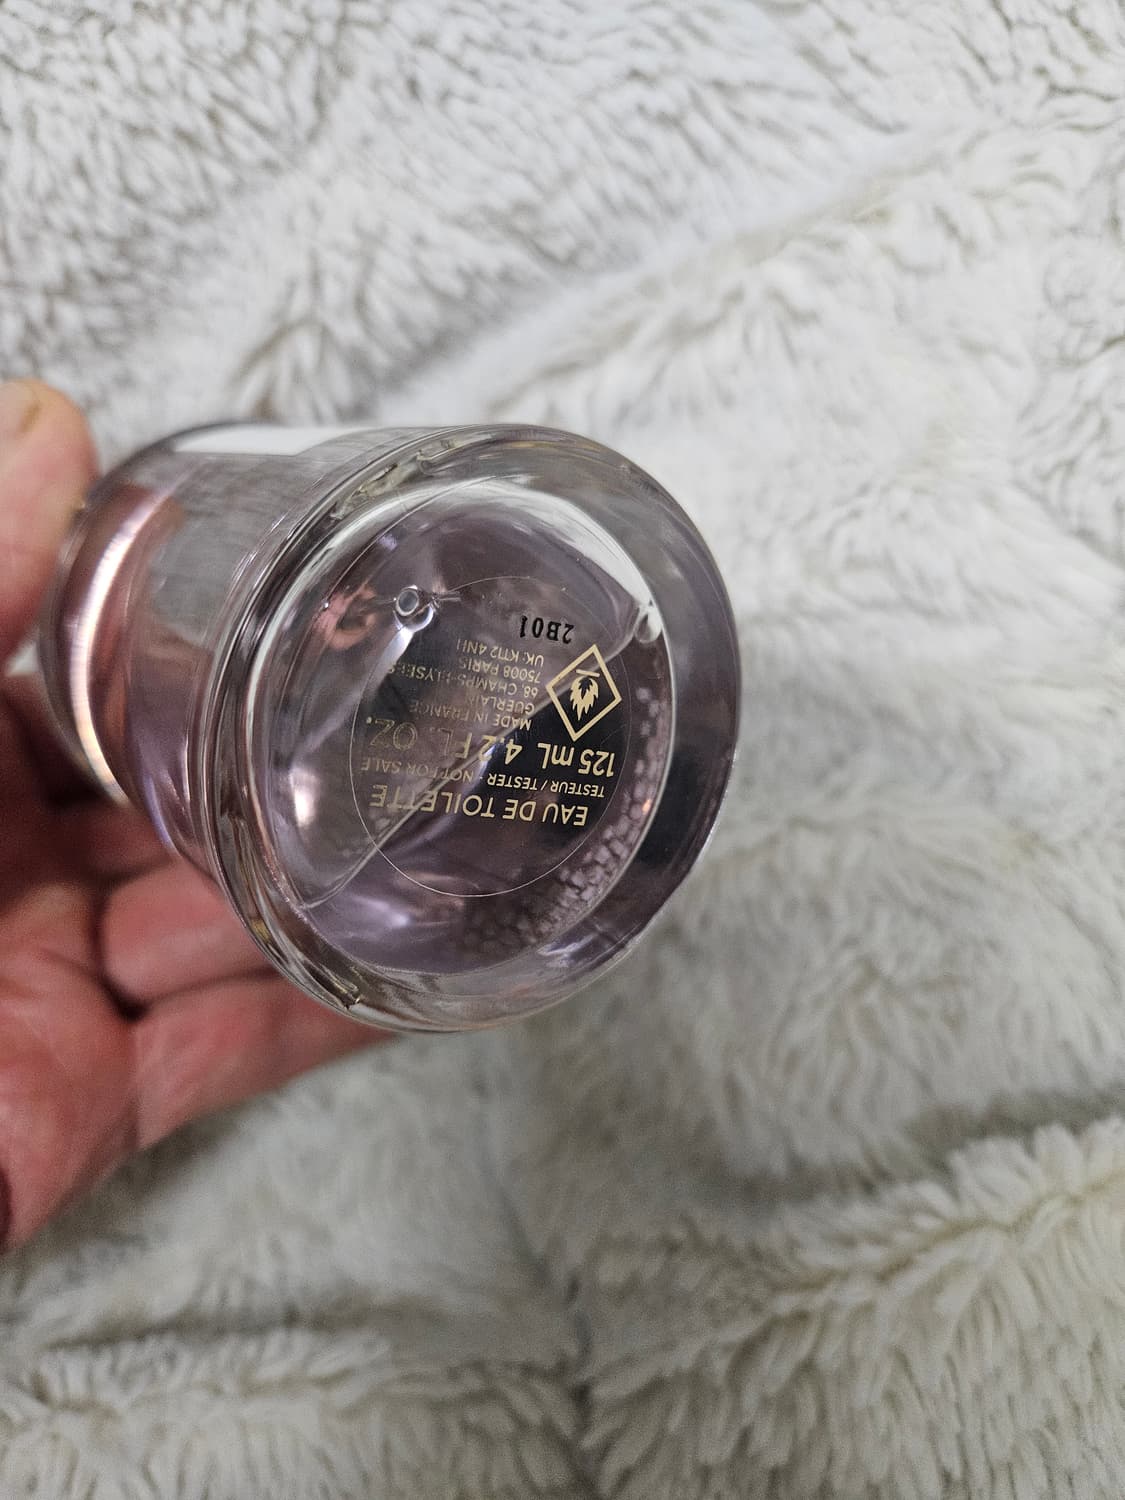 EAU DE TOILETTE
TESTEUR / TESTER - NOT FOR SALE
125 mL 4.2 FL. OZ.
MADE IN FRANCE
GUERLAIN
68, CHAMPS-ELYSEES
75008 PARIS
UK: KT12 4NH
2B01